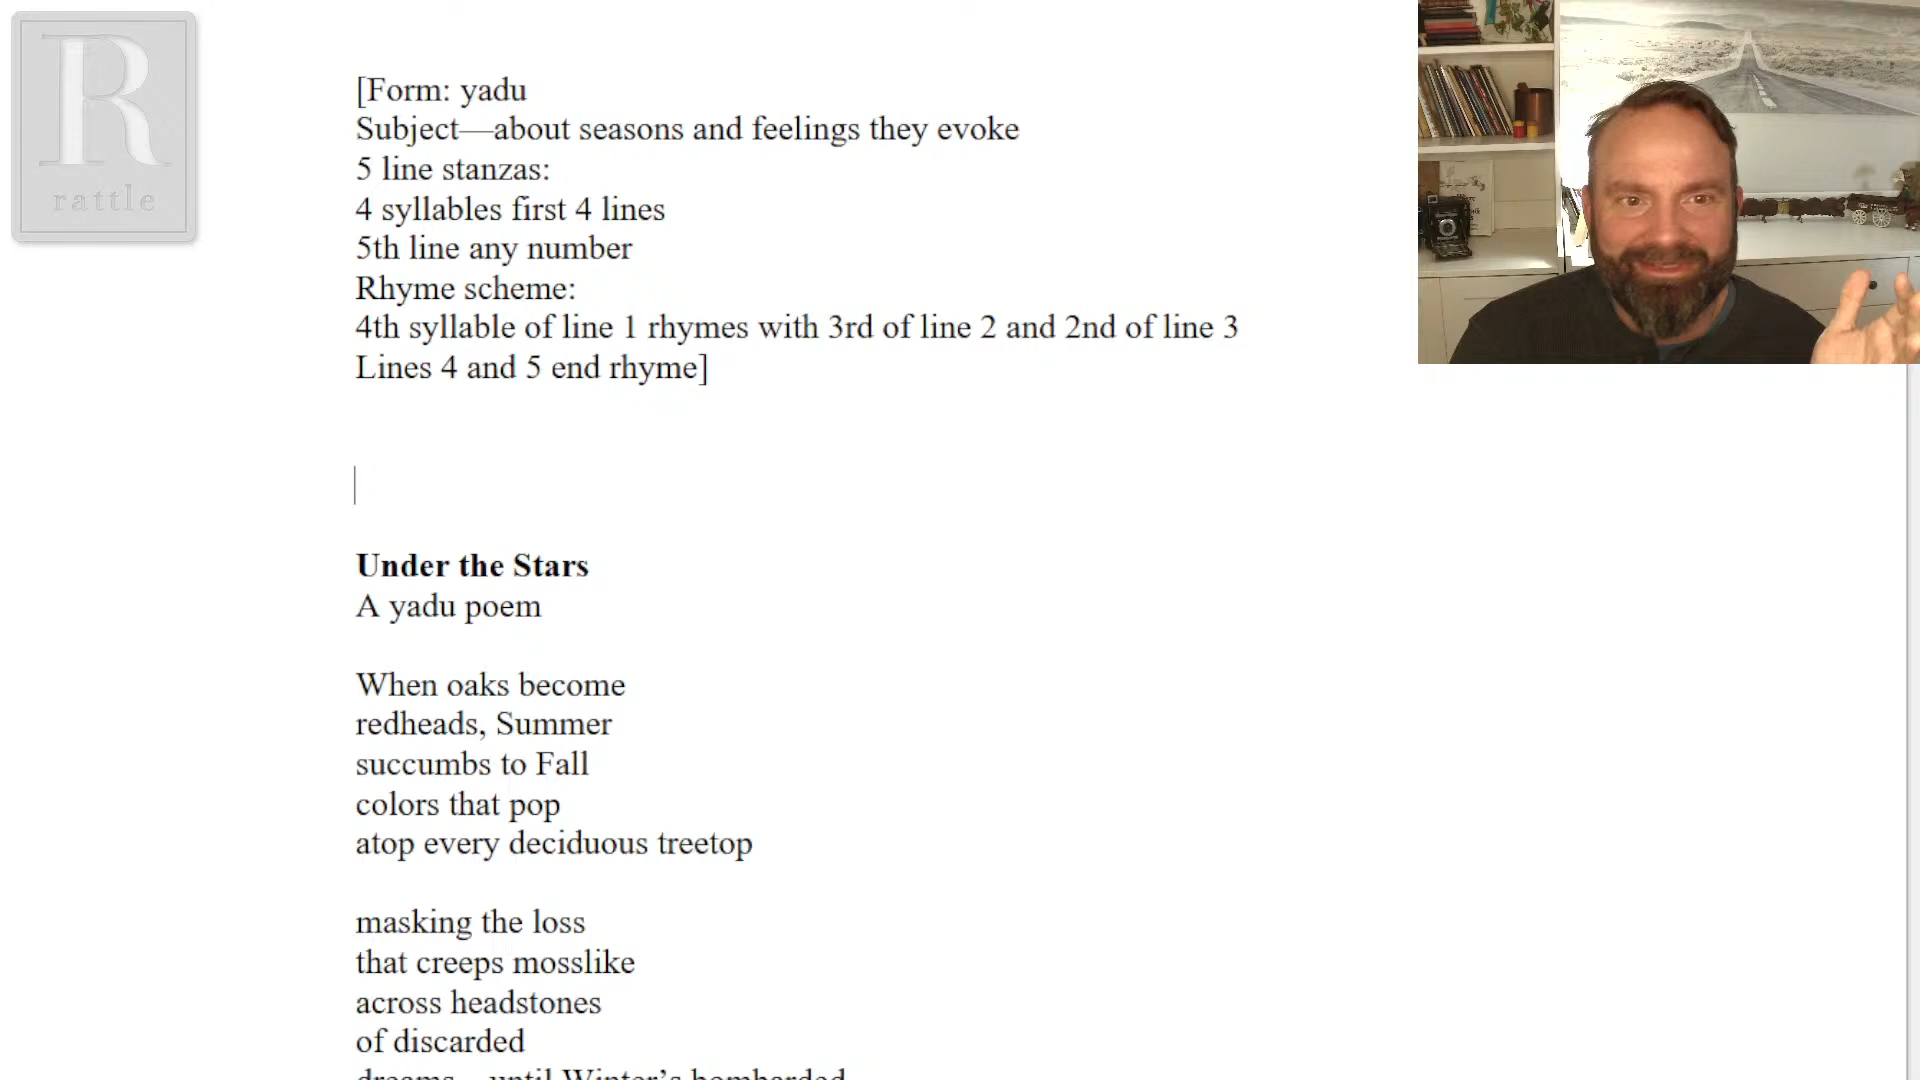 R
rattle
[Form: yadu
Subject—about seasons and feelings they evoke
5 line stanzas:
4 syllables first 4 lines
5th line any number
Rhyme scheme:
4th syllable of line 1 rhymes with 3rd of line 2 and 2nd of line 3
Lines 4 and 5 end rhyme]
Under the Stars
A yadu poem
When oaks become
redheads, Summer
succumbs to Fall
colors that pop
atop every deciduous treetop
masking the loss
that creeps mosslike
across headstones
of discarded
dreams—until Winter's bombarded